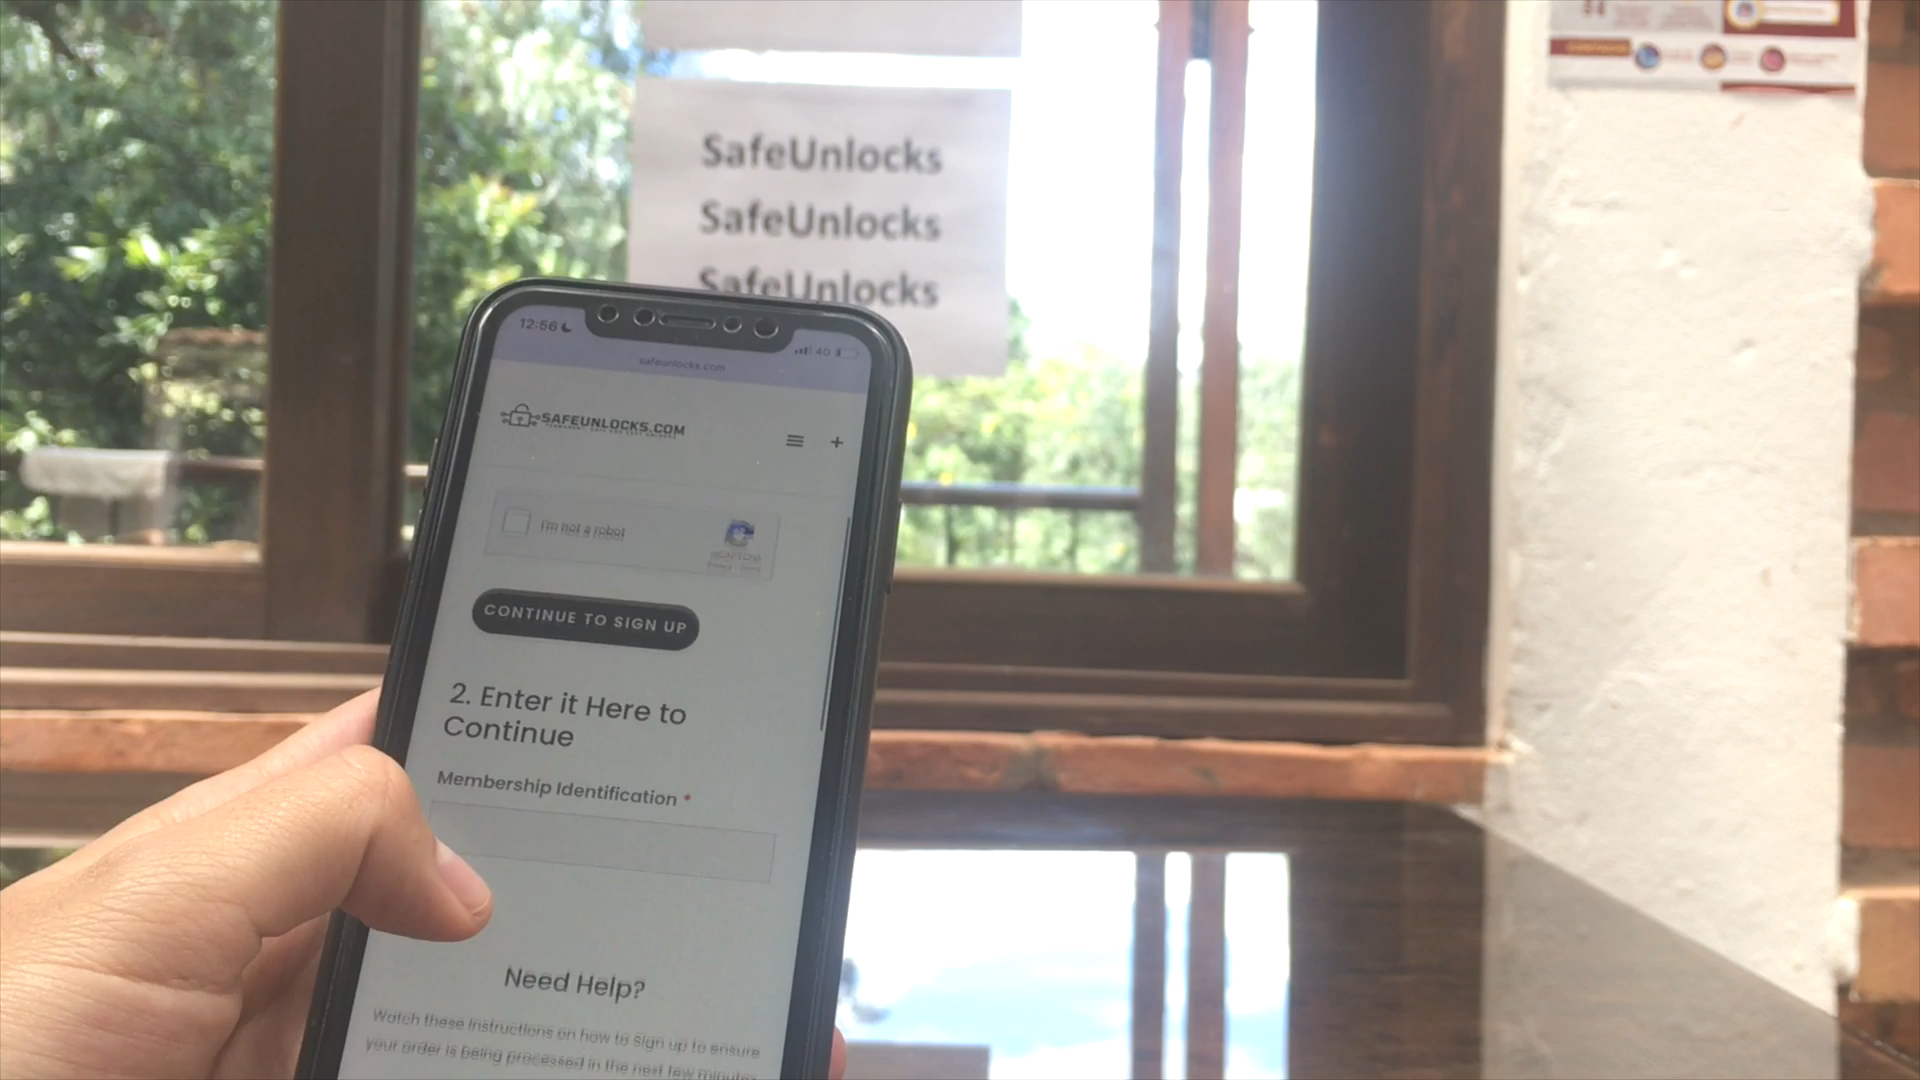 SafeUnlocks
SafeUnlocks
SafeUnlocks
12:56
4G
safeunlocks.com
SAFEUNLOCKS.COM
I'm not a robot
CONTINUE TO SIGN UP
2. Enter it Here to
Continue
Membership Identification *
Need Help?
Watch these instructions on how to sign up to ensure
your order is being processed in the next few minutes